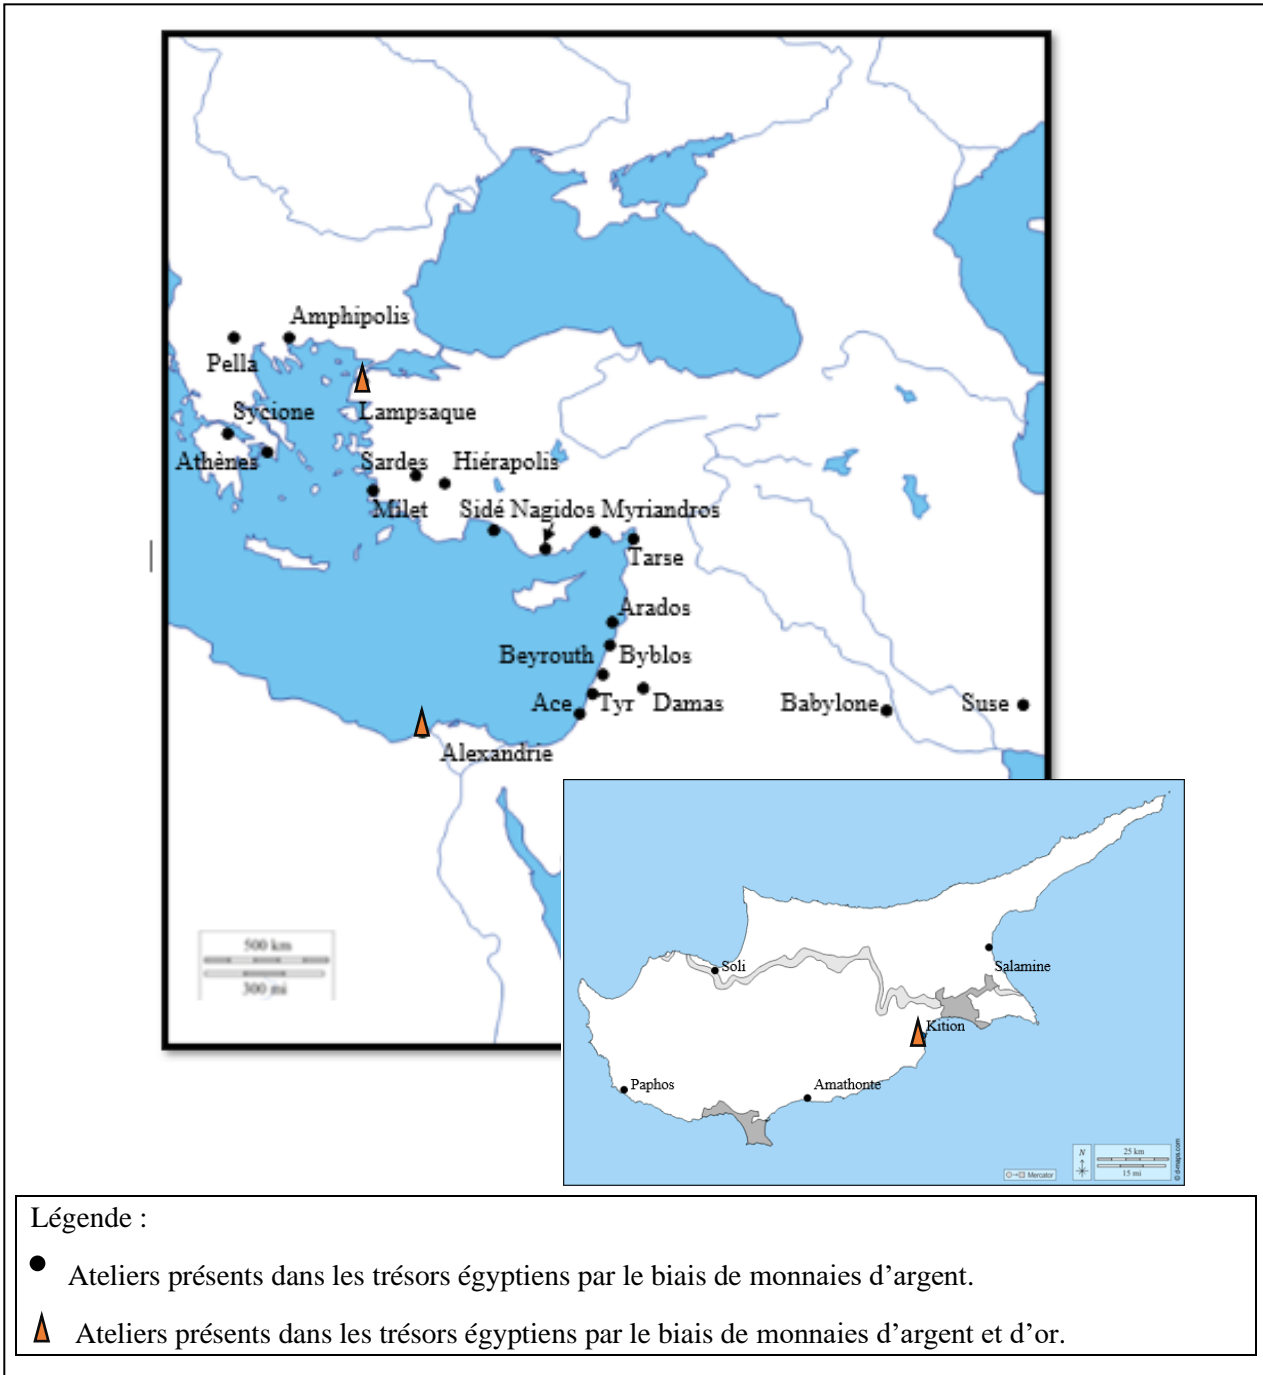 Amphipolis
Pella
Sycione
Lampsaque
Athènes
Sardes
Hiérapolis
Milet
Sidé Nagidos Myriandros
Tarse
Arados
Beyrouth
Byblos
Ace
Tyr
Damas
Babylone
Suse
Alexandrie
500 km
300 mi
Soli
Salamine
Kition
Paphos
Amathonte
N
25 km
15 mi
Mercator
© d-maps.com
Légende :
Ateliers présents dans les trésors égyptiens par le biais de monnaies d’argent.
Ateliers présents dans les trésors égyptiens par le biais de monnaies d’argent et d’or.